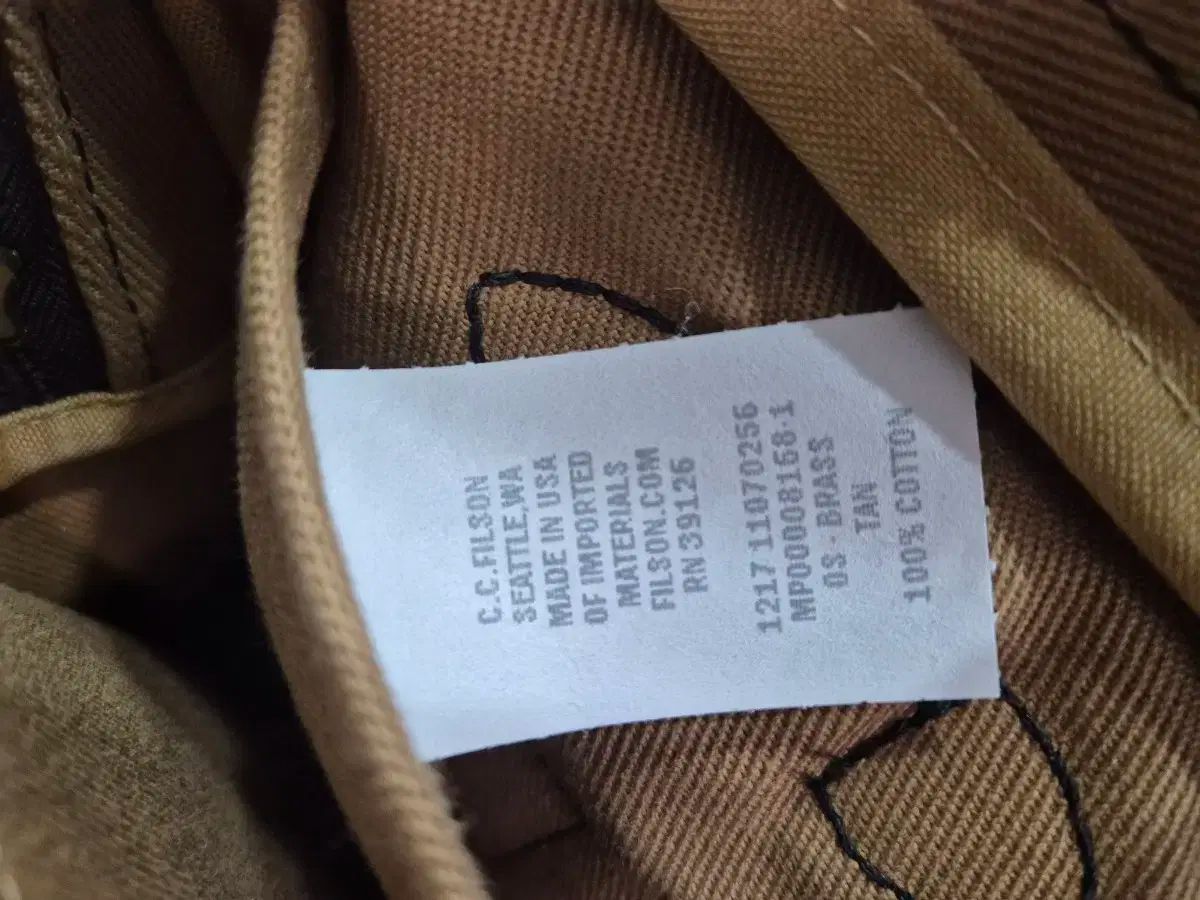 C.C.FILSON
SEATTLE,WA
MADE IN USA
OF IMPORTED
MATERIALS
FILSON.COM
RN 39126
1217 11070256
MP00008168-1
OS - BRASS
TAN
100% COTTON